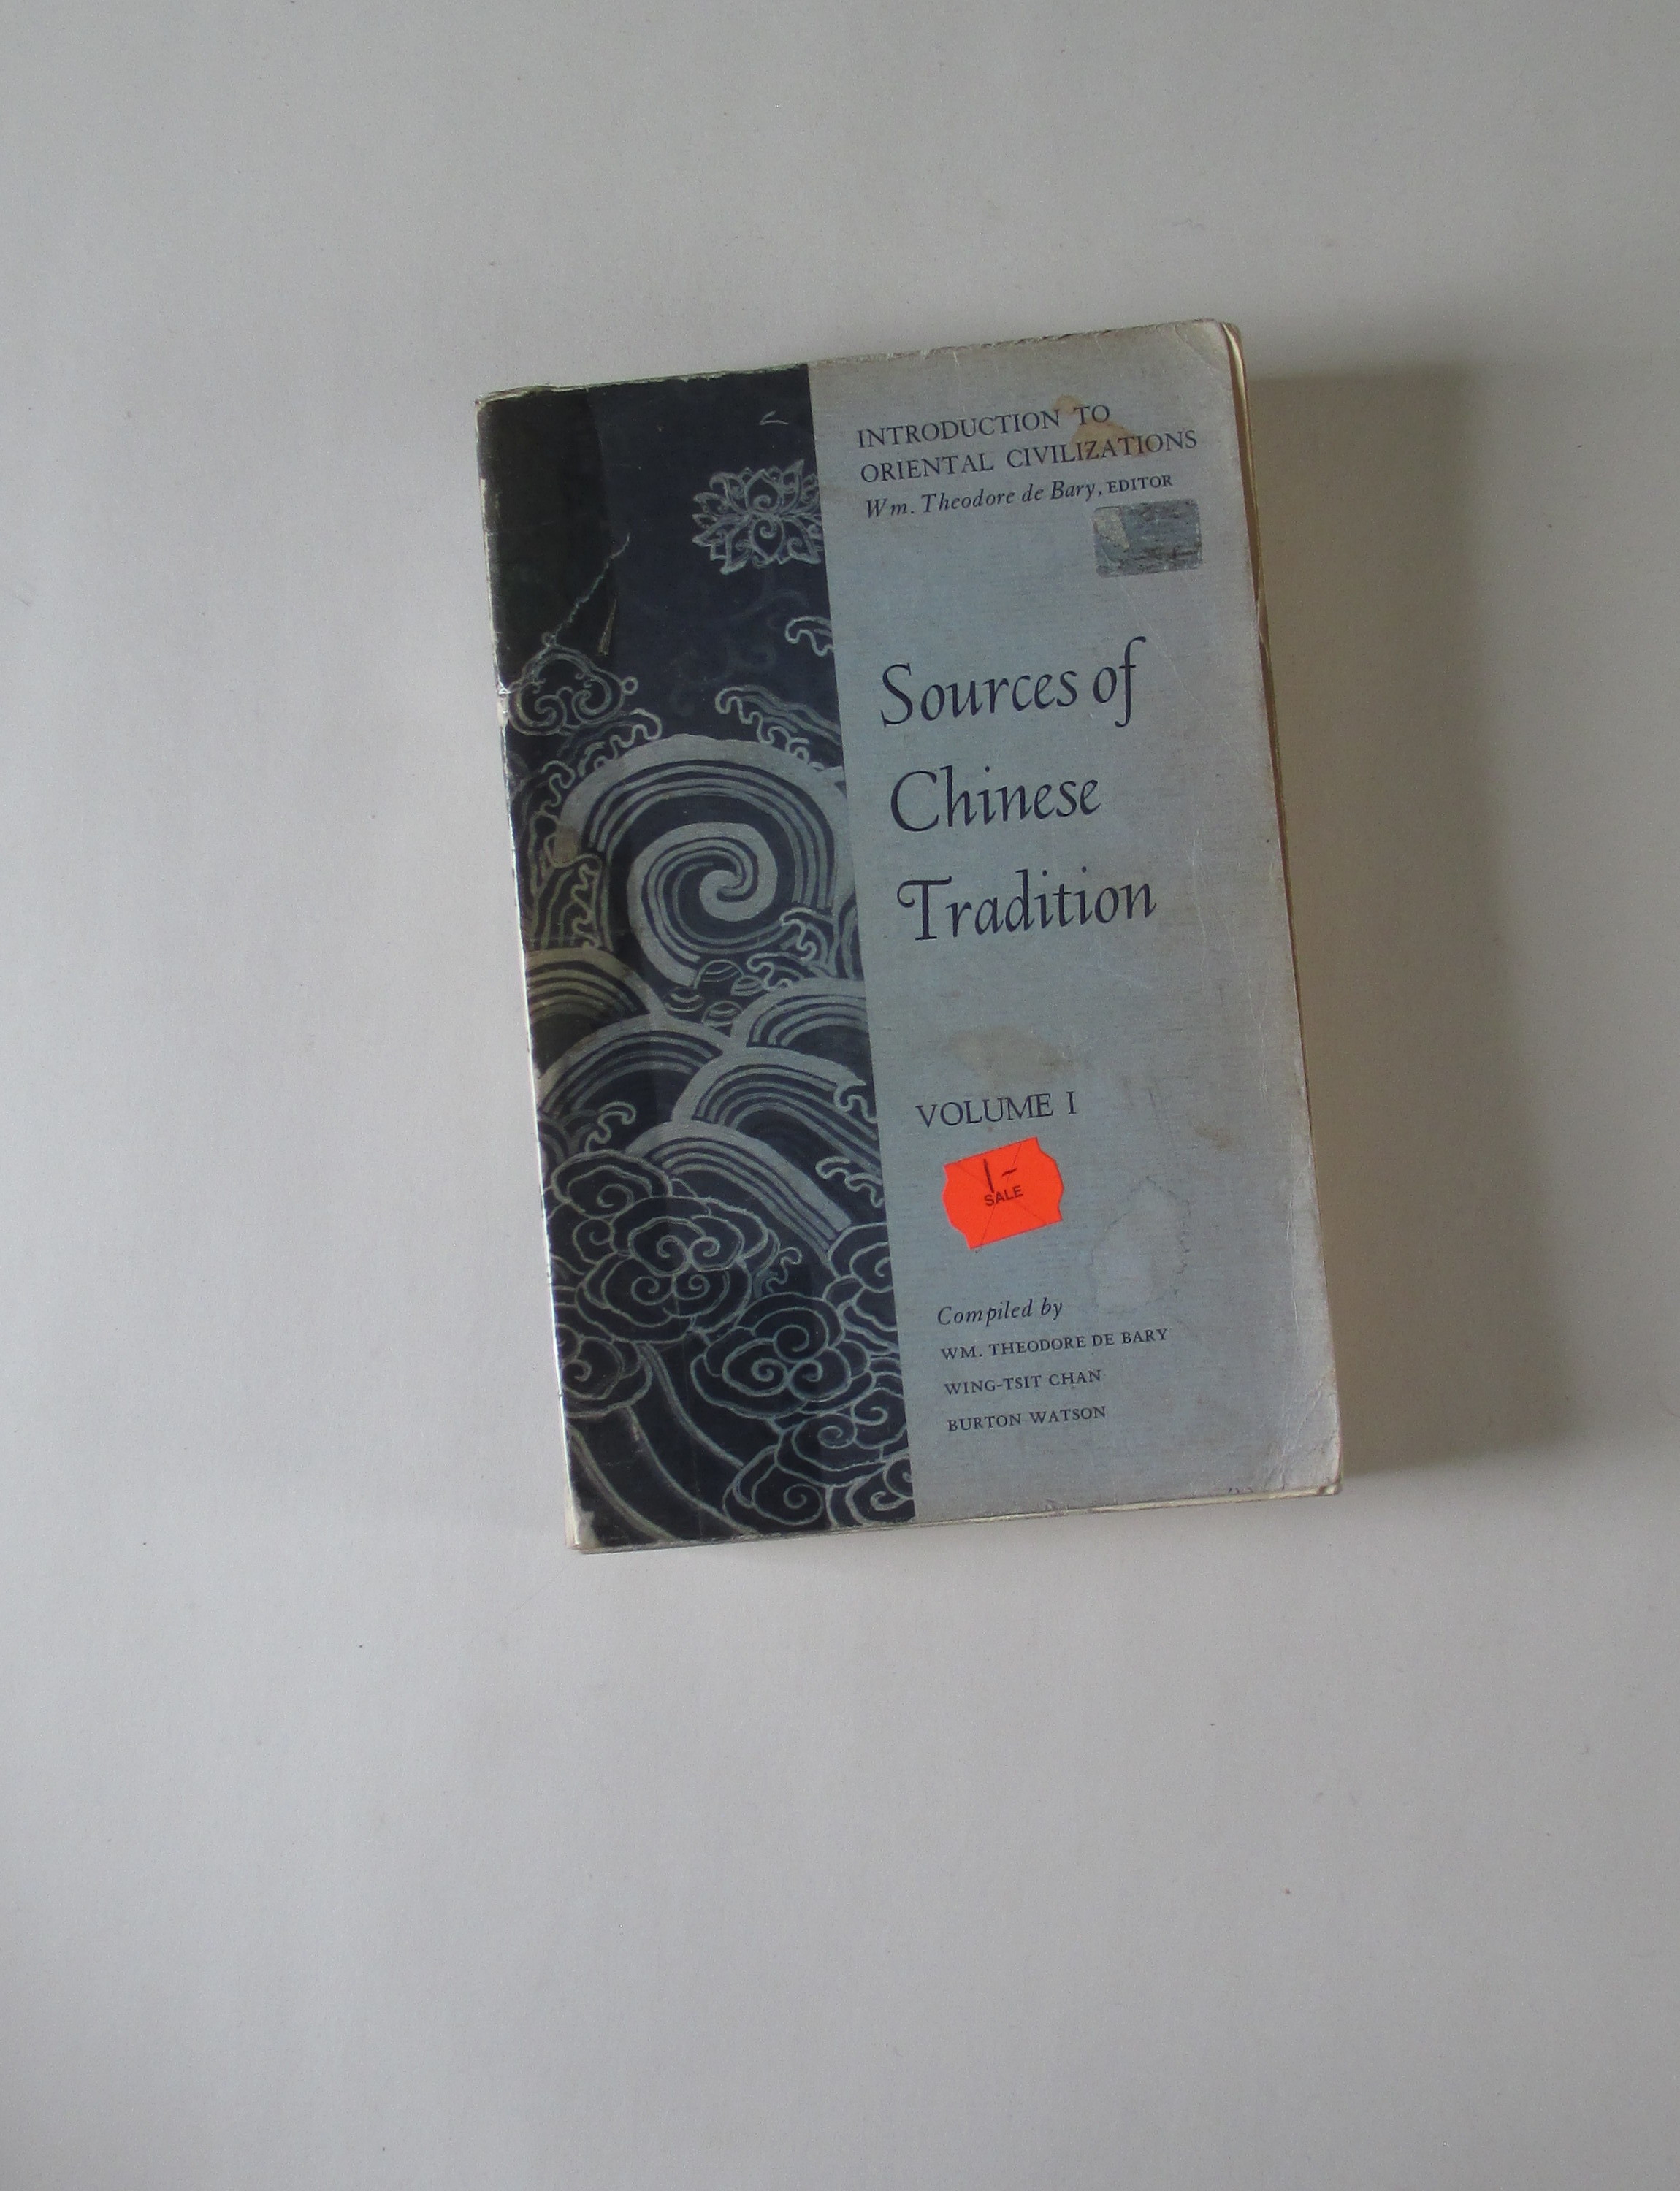 INTRODUCTION TO
ORIENTAL CIVILIZATIONS
Wm. Theodore de Bary, EDITOR
Sources of
Chinese
Tradition
VOLUME I
1-
SALE
Compiled by
WM. THEODORE DE BARY
WING-TSIT CHAN
BURTON WATSON